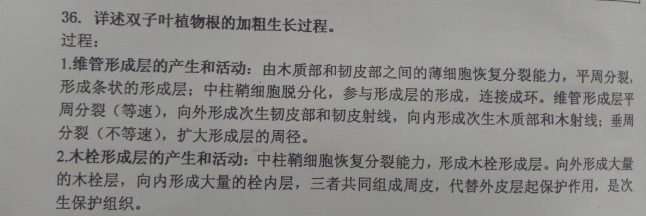 36. 详述双子叶植物根的加粗生长过程。
过程：
1.维管形成层的产生和活动：由木质部和韧皮部之间的薄细胞恢复分裂能力，平周分裂，
形成条状的形成层；中柱鞘细胞脱分化，参与形成层的形成，连接成环。维管形成层平
周分裂（等速），向外形成次生韧皮部和韧皮射线，向内形成次生木质部和木射线；垂周
分裂（不等速），扩大形成层的周径。
2.木栓形成层的产生和活动：中柱鞘细胞恢复分裂能力，形成木栓形成层。向外形成大量
的木栓层，向内形成大量的栓内层，三者共同组成周皮，代替外皮层起保护作用，是次
生保护组织。